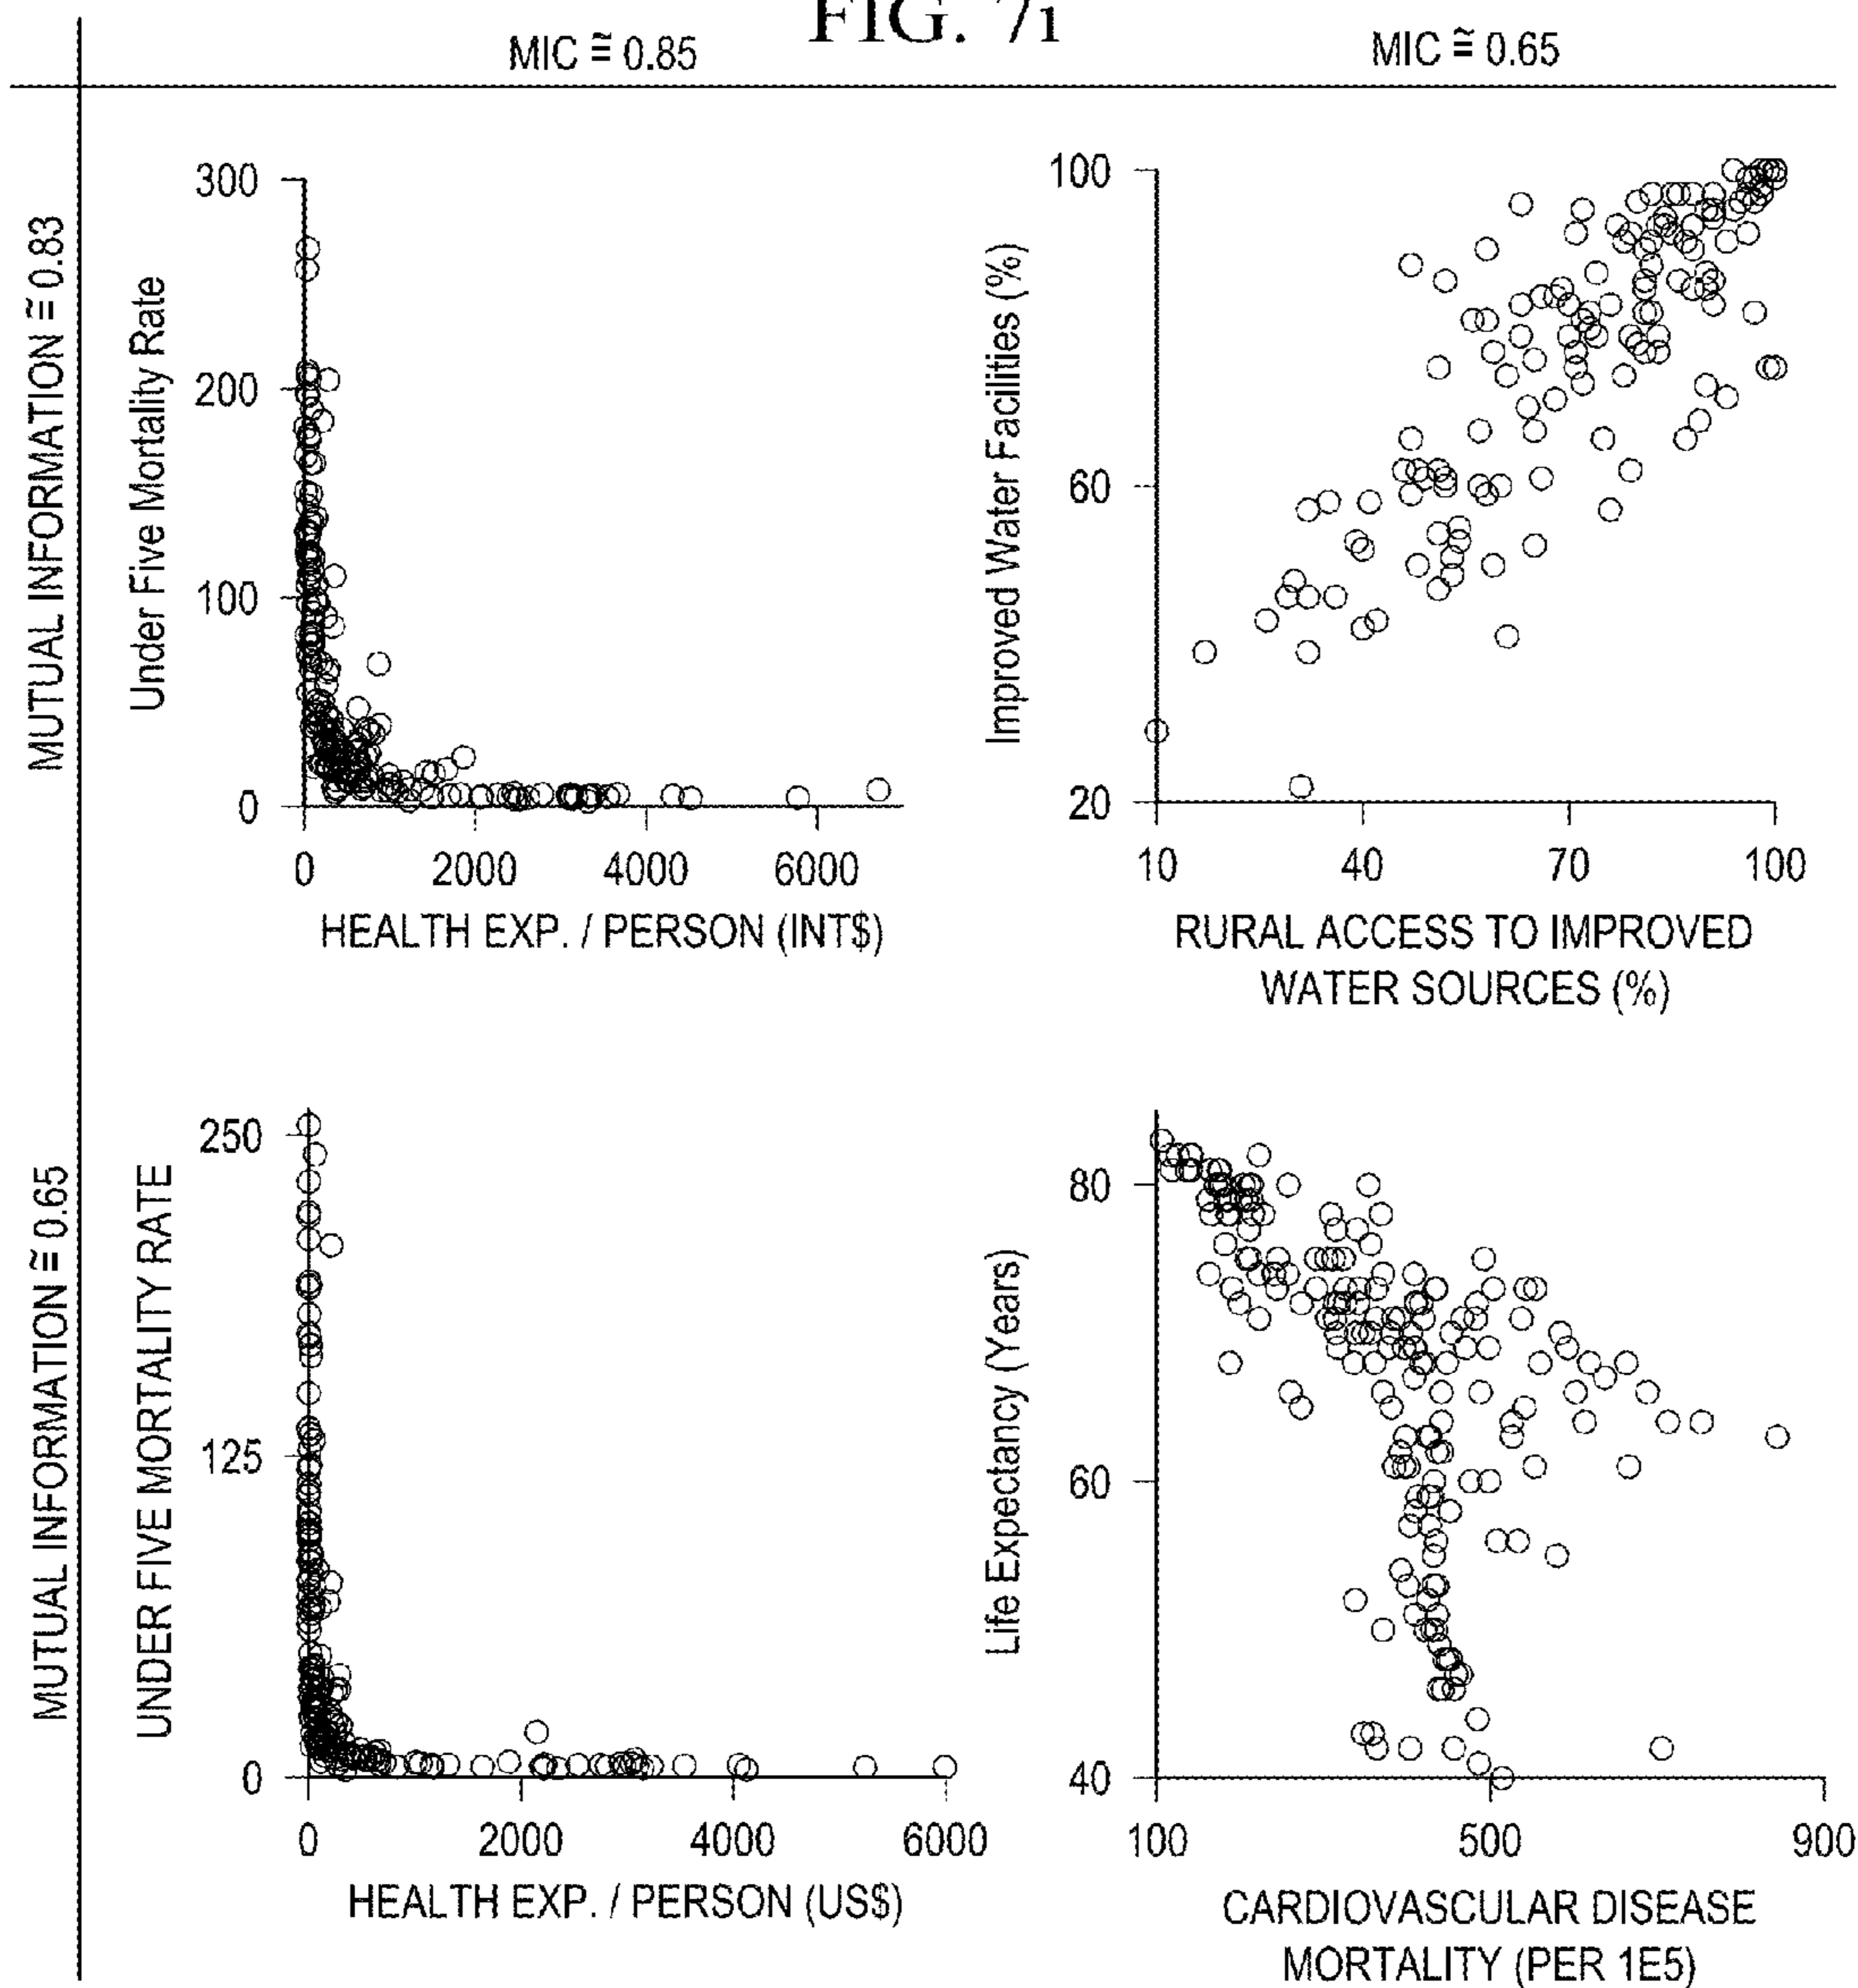 FIG. 7i
MIC ≅ 0.85
MIC ≅ 0.65
MUTUAL INFORMATION ≅ 0.83
Under Five Mortality Rate
300
200
100
0
0 2000 4000 6000
HEALTH EXP. / PERSON (INT$)
Improved Water Facilities (%)
100
60
20
10 40 70 100
RURAL ACCESS TO IMPROVED
WATER SOURCES (%)
MUTUAL INFORMATION ≅ 0.65
UNDER FIVE MORTALITY RATE
250
125
0
0 2000 4000 6000
HEALTH EXP. / PERSON (US$)
Life Expectancy (Years)
80
60
40
100 500 900
CARDIOVASCULAR DISEASE
MORTALITY (PER 1E5)